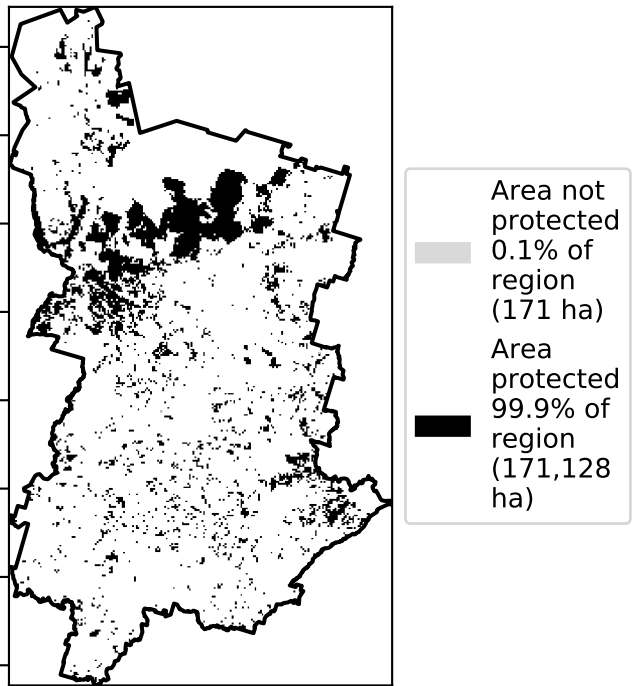 Area not
protected
0.1% of
region
(171 ha)
Area
protected
99.9% of
region
(171,128
ha)